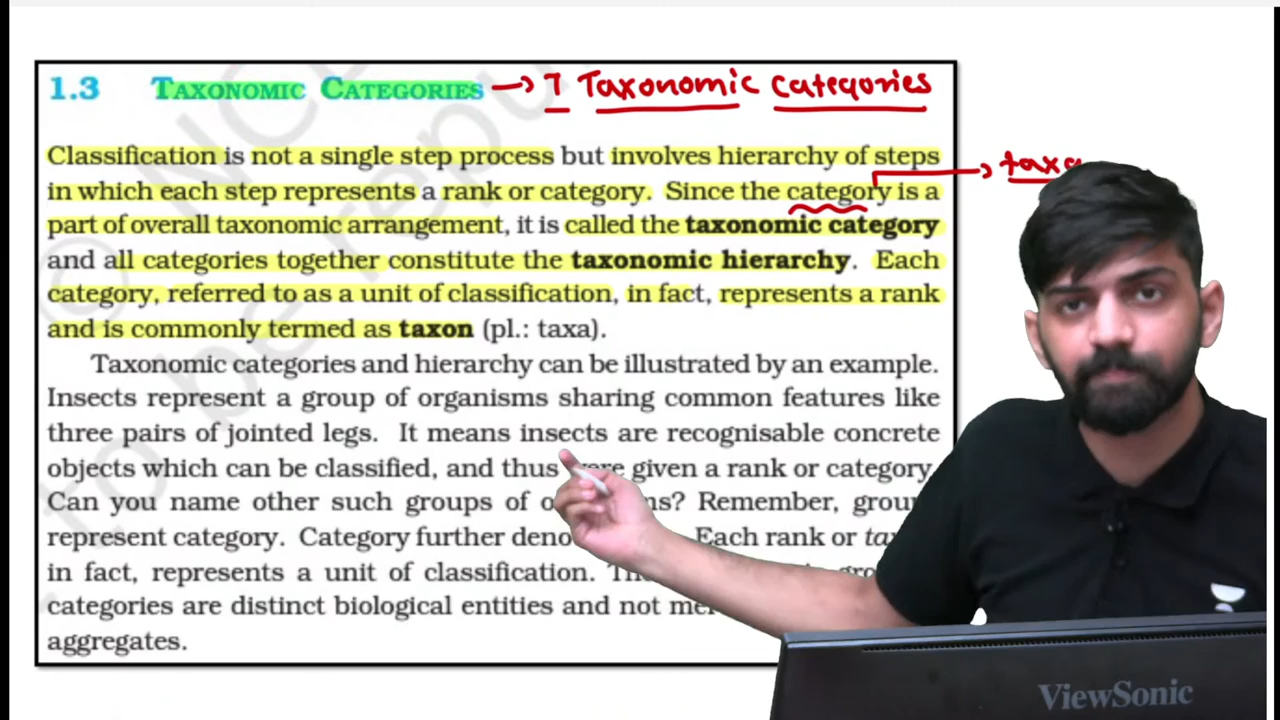 1.3 TAXONOMIC CATEGORIES → 7 Taxonomic Categories
Classification is not a single step process but involves hierarchy of steps
→ taxa
in which each step represents a rank or category. Since the category is a
part of overall taxonomic arrangement, it is called the taxonomic category
and all categories together constitute the taxonomic hierarchy. Each
category, referred to as a unit of classification, in fact, represents a rank
and is commonly termed as taxon (pl.: taxa).
Taxonomic categories and hierarchy can be illustrated by an example.
Insects represent a group of organisms sharing common features like
three pairs of jointed legs. It means insects are recognisable concrete
objects which can be classified, and thus were given a rank or category.
Can you name other such groups of Remember,
represent category. Category further Each rank or
in fact, represents a unit of classification.
categories are distinct biological entities and not
aggregates.
ViewSonic